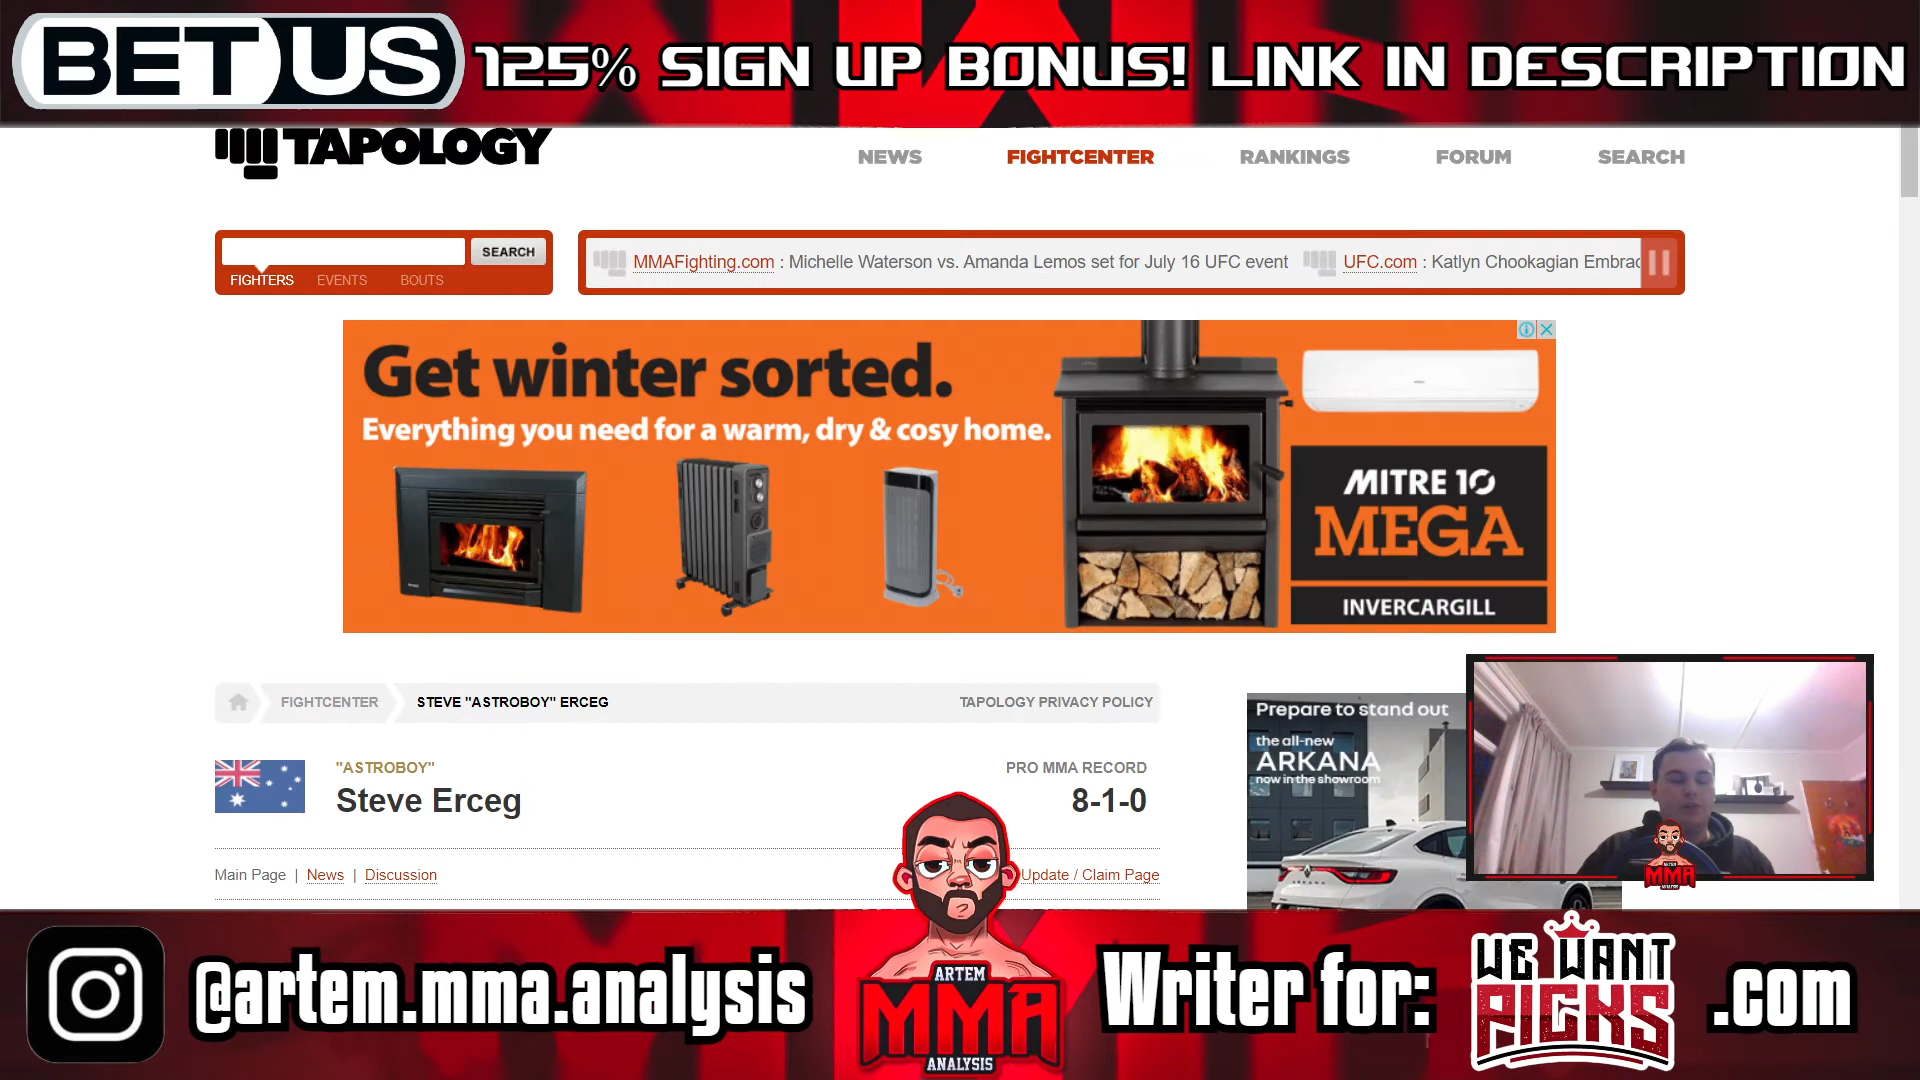 BETUS 125% SIGN UP BONUS! LINK IN DESCRIPTION
TAPOLOGY
NEWS FIGHTCENTER RANKINGS FORUM SEARCH
SEARCH
FIGHTERS EVENTS BOUTS
MMAFighting.com : Michelle Waterson vs. Amanda Lemos set for July 16 UFC event
UFC.com : Katlyn Chookagian Embrac
Get winter sorted.
Everything you need for a warm, dry & cosy home.
MITRE 10
MEGA
INVERCARGILL
FIGHTCENTER STEVE "ASTROBOY" ERCEG TAPOLOGY PRIVACY POLICY
"ASTROBOY"
Steve Erceg
PRO MMA RECORD
8-1-0
Main Page | News | Discussion
Update / Claim Page
Prepare to stand out
the all-new
ARKANA
now in the showroom
ARTEM
MMA
ANALYSIS
@artem.mma.analysis
ARTEM
MMA
ANALYSIS
Writer for:
WE WANT
PICKS
.com